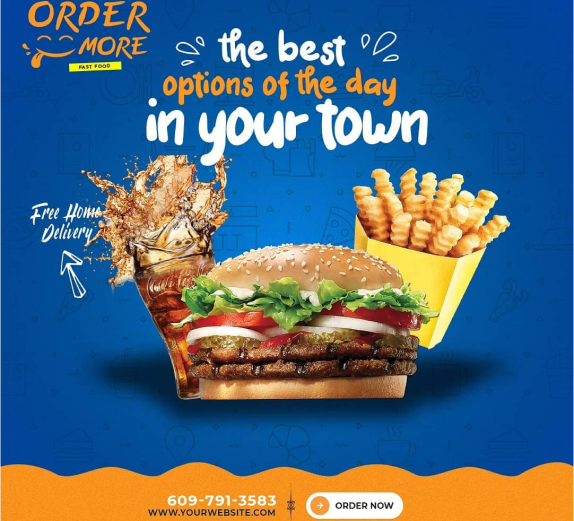 ORDER
MORE
FAST FOOD
the best
options of the day
in your town
Free Home
Delivery
609-791-3583
WWW.YOURWEBSITE.COM
ORDER NOW